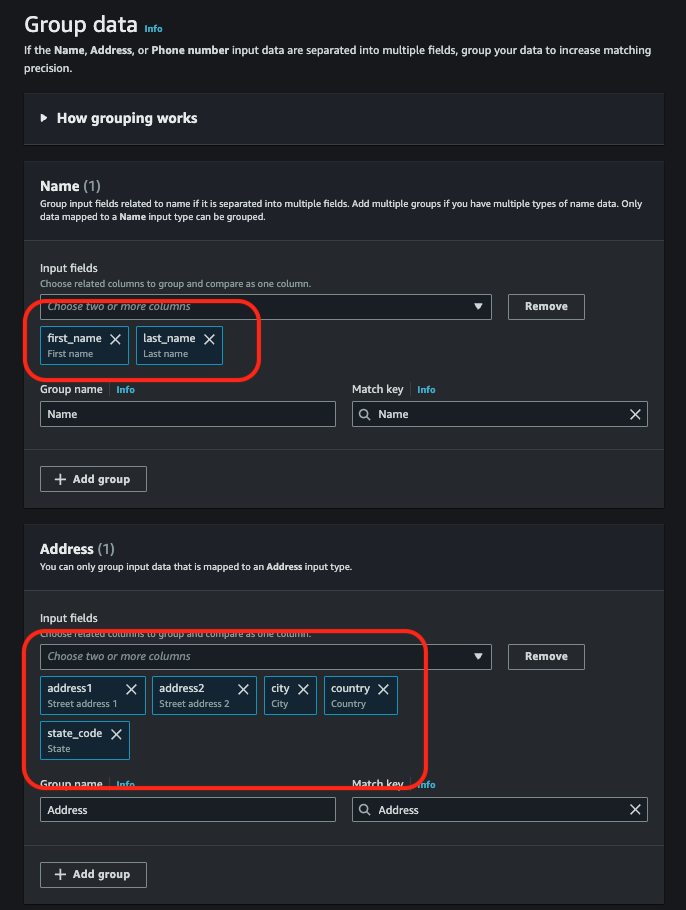 Group data Info
If the Name, Address, or Phone number input data are separated into multiple fields, group your data to increase matching
precision.
How grouping works
Name (1)
Group input fields related to name if it is separated into multiple fields. Add multiple groups if you have multiple types of name data. Only
data mapped to a Name input type can be grouped.
Input fields
Choose related columns to group and compare as one column.
Choose two or more columns Remove
first_name last_name
First name Last name
Group name Info Match key Info
Name Name
Add group
Address (1)
You can only group input data that is mapped to an Address input type.
Input fields
Choose related columns to group and compare as one column.
Choose two or more columns Remove
address1 address2 city country
Street address 1 Street address 2 City Country
state_code
State
Group name Info Match key Info
Address Address
Add group